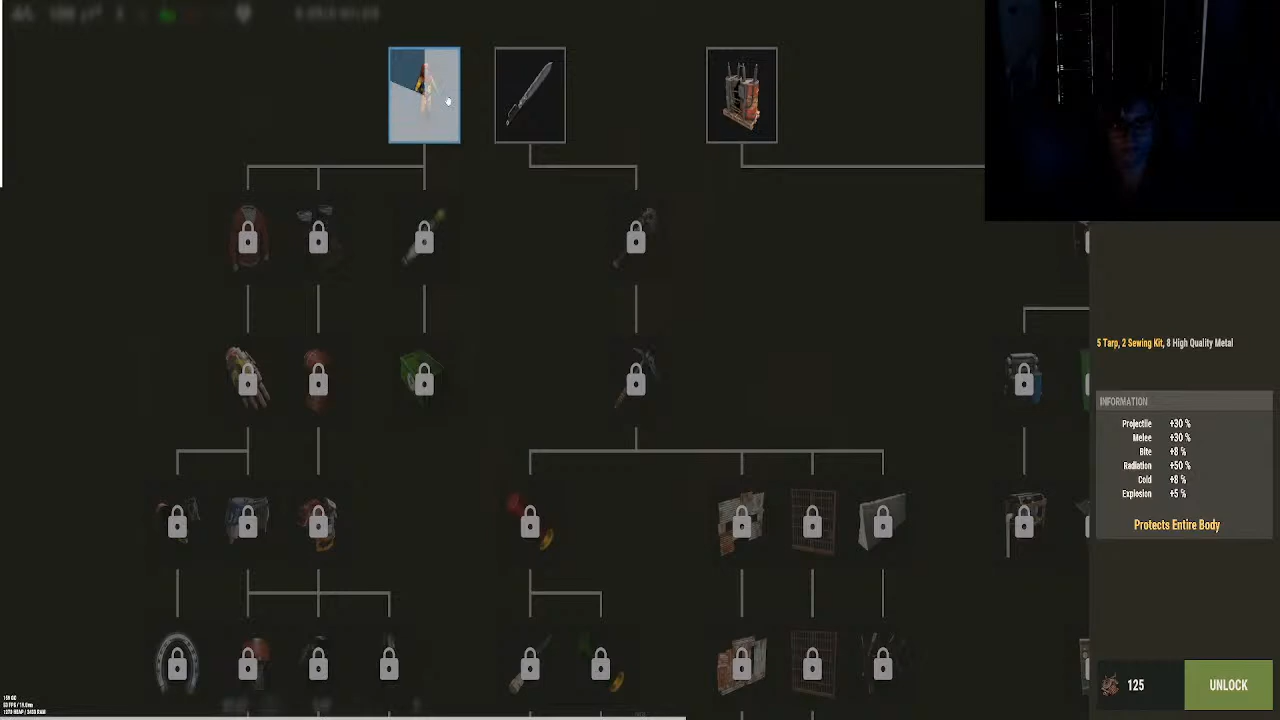 5 Tarp, 2 Sewing Kit, 8 High Quality Metal
INFORMATION
Projectile +30 %
Melee +30 %
Bite +8 %
Radiation +50 %
Cold +8 %
Explosion +5 %
Protects Entire Body
125
UNLOCK